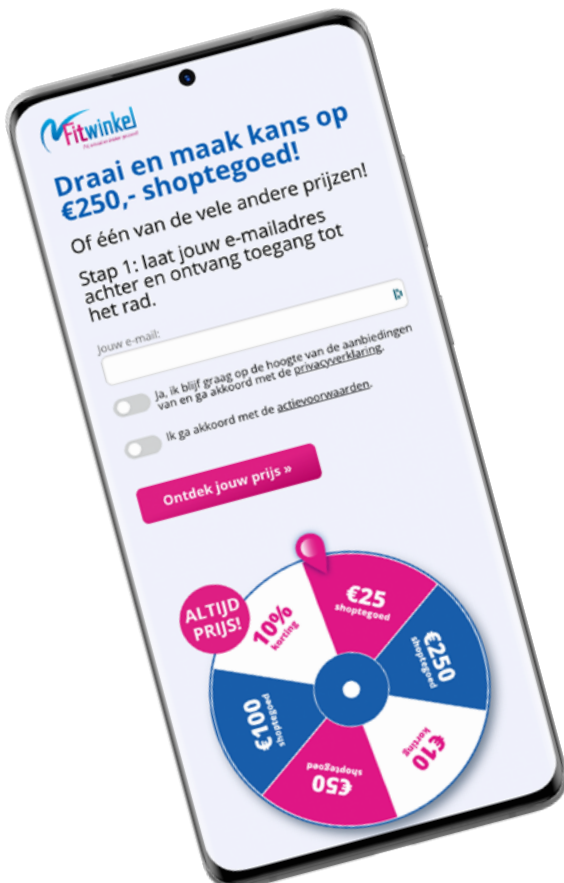 Fitwinkel
Draai en maak kans op
€250,- shoptegoed!
Of één van de vele andere prijzen!
Stap 1: laat jouw e-mailadres
achter en ontvang toegang tot
het rad.
Jouw e-mail:
Ja, ik blijf graag op de hoogte van de aanbiedingen
van en ga akkoord met de privacyverklaring.
Ik ga akkoord met de actievoorwaarden.
Ontdek jouw prijs »
ALTIJD
PRIJS!
10%
korting
€25
shoptegoed
€250
shoptegoed
€10
korting
€50
shoptegoed
€100
shoptegoed